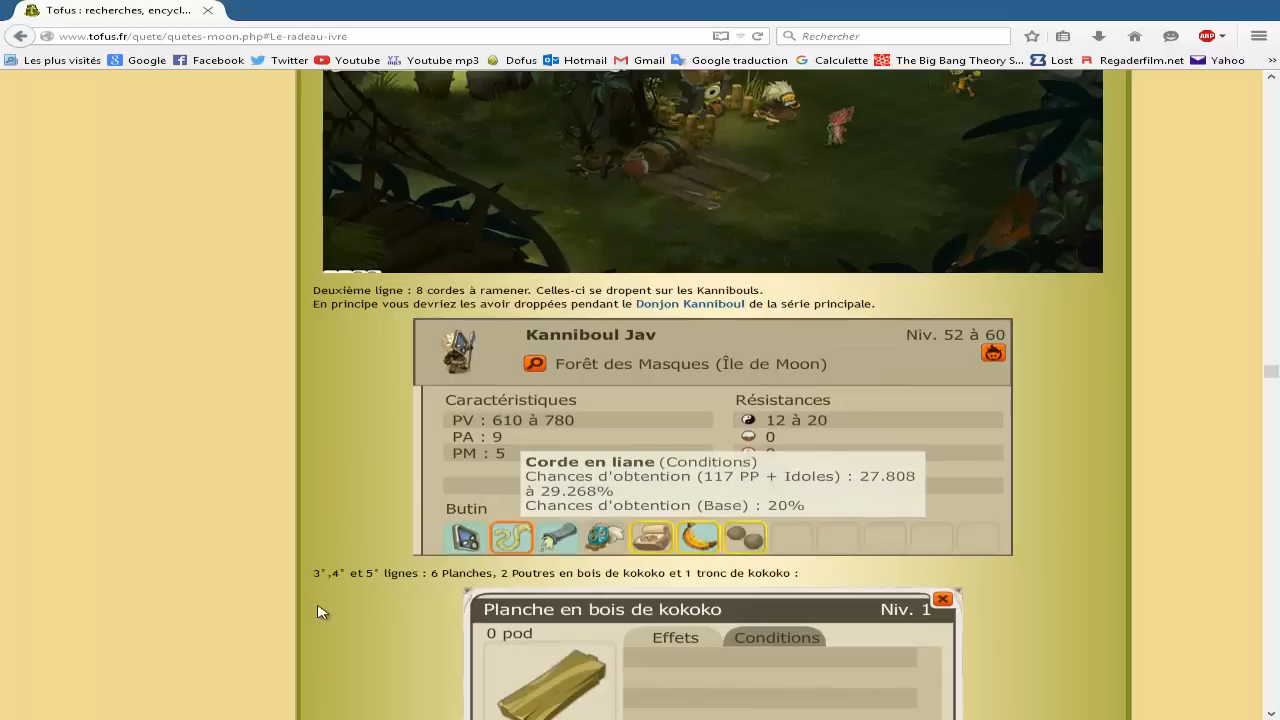 Tofus : recherches, encycl...
www.tofus.fr/quete/quetes-moon.php#Le-radeau-ivre
Rechercher
ABP
Les plus visités
Google
Facebook
Twitter
Youtube
Youtube mp3
Dofus
Hotmail
Gmail
Google traduction
Calculette
The Big Bang Theory S...
Lost
Regaderfilm.net
Yahoo
Deuxième ligne : 8 cordes à ramener. Celles-ci se dropent sur les Kannibouls.
En principe vous devriez les avoir droppées pendant le Donjon Kanniboul de la série principale.
Kanniboul Jav
Niv. 52 à 60
Forêt des Masques (Île de Moon)
Caractéristiques
Résistances
PV : 610 à 780
12 à 20
PA : 9
0
PM : 5
Corde en liane (Conditions)
Chances d'obtention (117 PP + Idoles) : 27.808
à 29.268%
Chances d'obtention (Base) : 20%
Butin
3°,4° et 5° lignes : 6 Planches, 2 Poutres en bois de kokoko et 1 tronc de kokoko :
Planche en bois de kokoko
Niv. 1
0 pod
Effets
Conditions